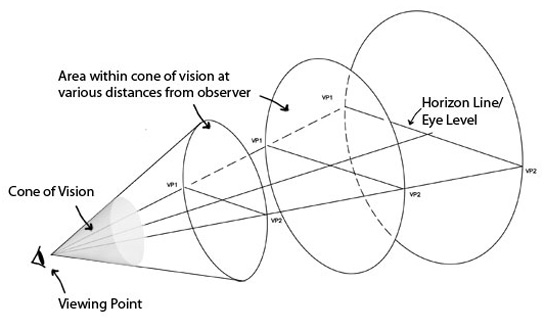 Area within cone of vision at
various distances from observer
VP1
Horizon Line/
Eye Level
VP1
VP2
VP1
VP2
Cone of Vision
VP2
Viewing Point